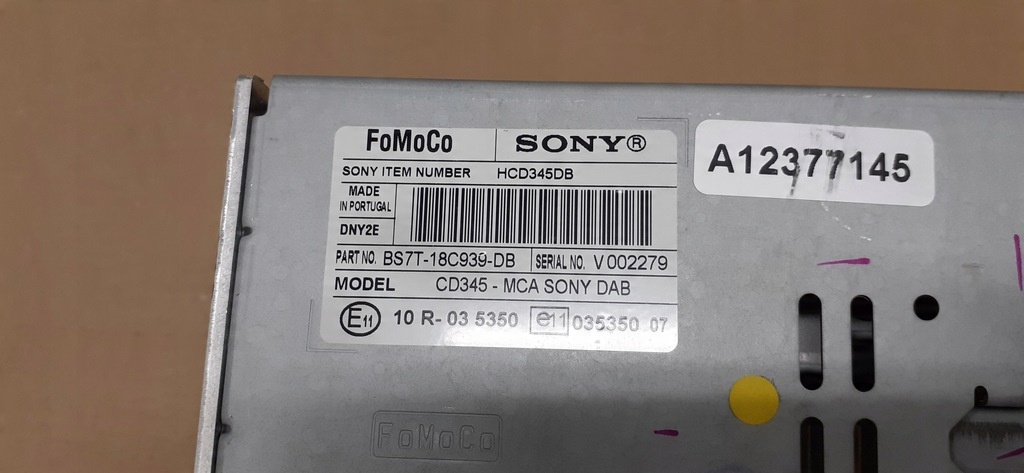 FoMoCo SONY®
SONY ITEM NUMBER HCD345DB
MADE
IN PORTUGAL
DNY2E
PART NO. BS7T-18C939-DB SERIAL NO. V 002279
MODEL CD345 - MCA SONY DAB
E11 10 R- 03 5350 e11 035350 07
A12377145
FoMoCo